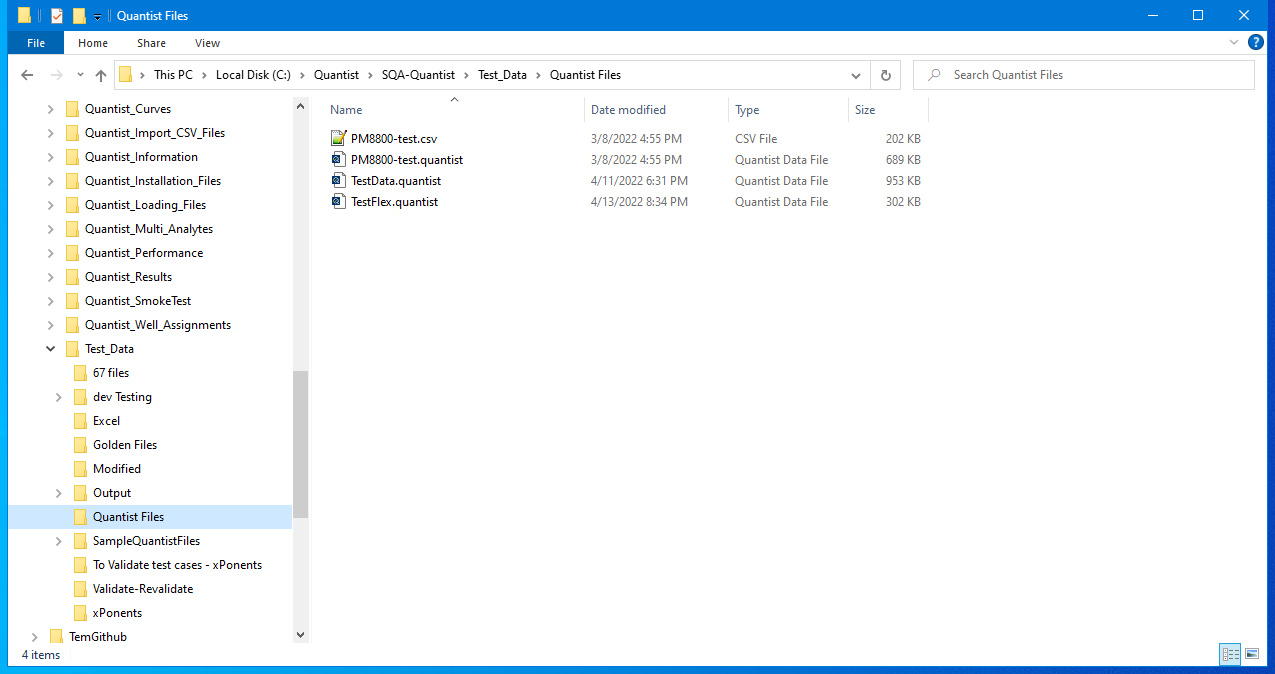 Quantist Files
File Home Share View
?
This PC > Local Disk (C:) > Quantist > SQA-Quantist > Test_Data > Quantist Files
Search Quantist Files
Quantist_Curves
Quantist_Import_CSV_Files
Quantist_Information
Quantist_Installation_Files
Quantist_Loading_Files
Quantist_Multi_Analytes
Quantist_Performance
Quantist_Results
Quantist_SmokeTest
Quantist_Well_Assignments
Test_Data
67 files
dev Testing
Excel
Golden Files
Modified
Output
Quantist Files
SampleQuantistFiles
To Validate test cases - xPonents
Validate-Revalidate
xPonents
TemGithub
Name Date modified Type Size
PM8800-test.csv 3/8/2022 4:55 PM CSV File 202 KB
PM8800-test.quantist 3/8/2022 4:55 PM Quantist Data File 689 KB
TestData.quantist 4/11/2022 6:31 PM Quantist Data File 953 KB
TestFlex.quantist 4/13/2022 8:34 PM Quantist Data File 302 KB
4 items